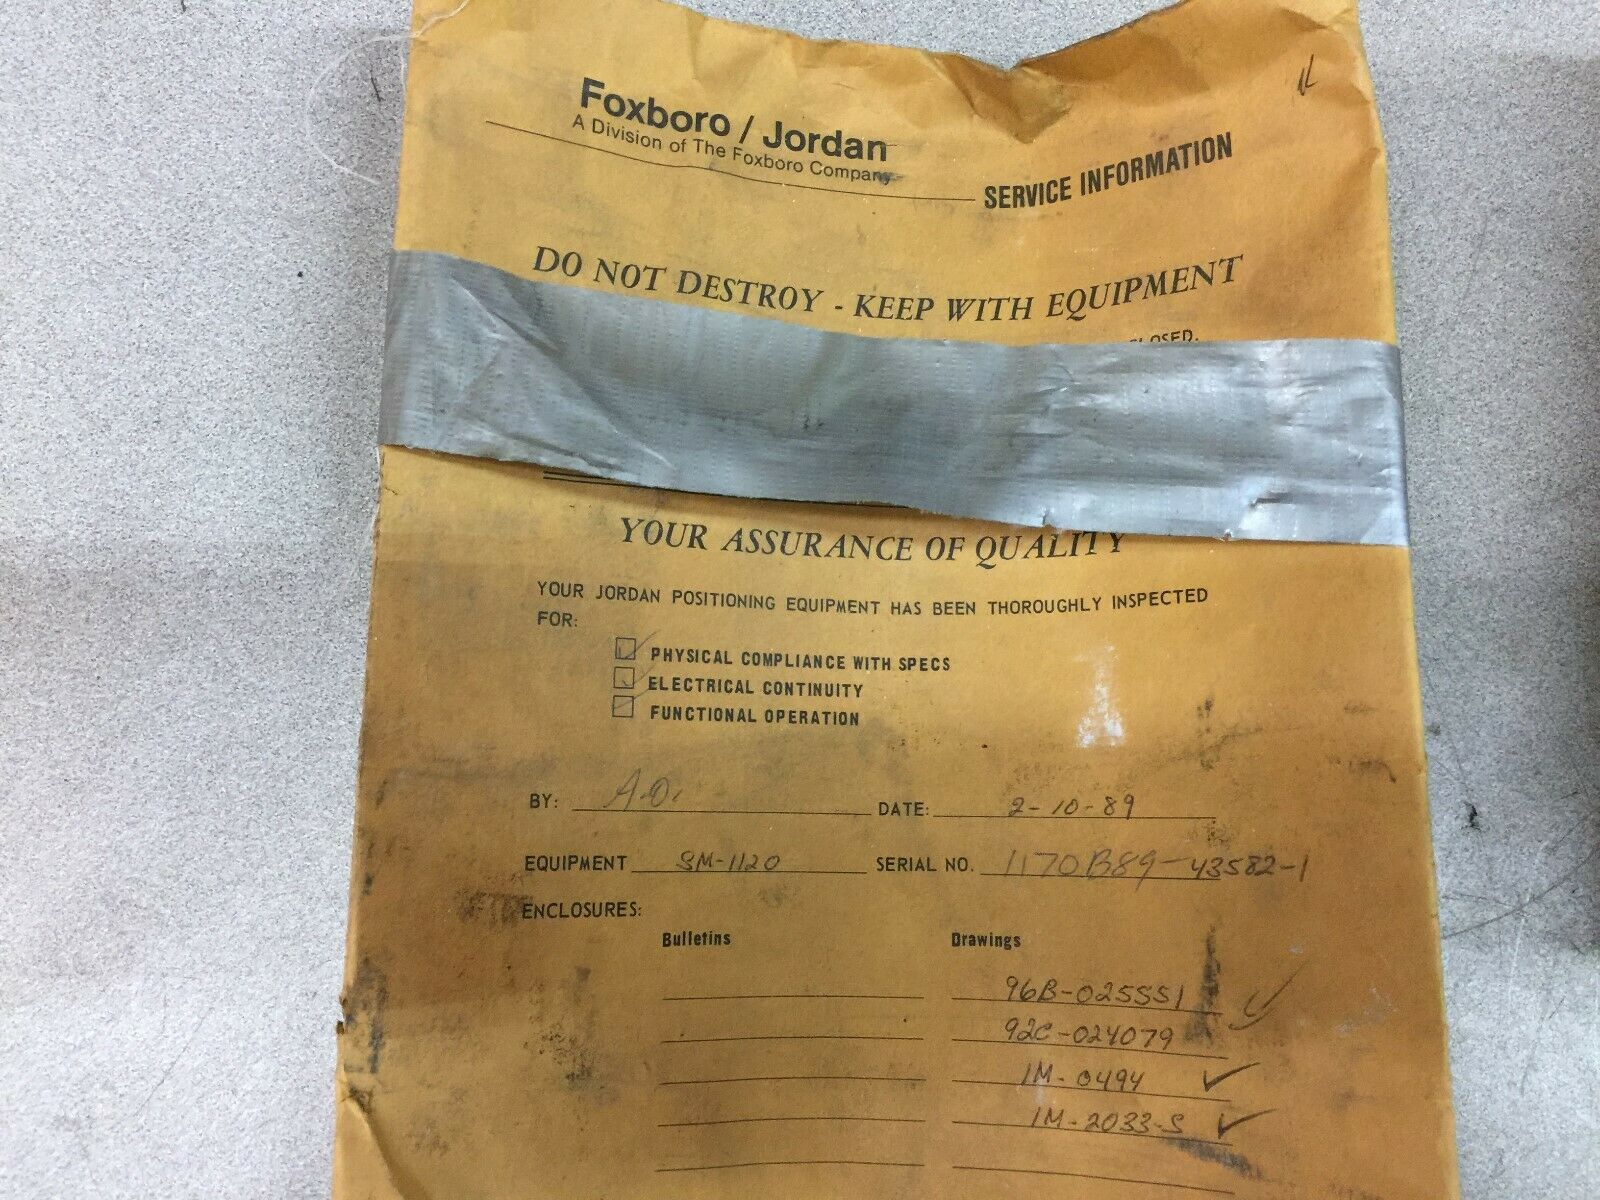 Foxboro / Jordan
A Division of The Foxboro Company
SERVICE INFORMATION
DO NOT DESTROY - KEEP WITH EQUIPMENT
YOUR ASSURANCE OF QUALITY
YOUR JORDAN POSITIONING EQUIPMENT HAS BEEN THOROUGHLY INSPECTED
FOR:
PHYSICAL COMPLIANCE WITH SPECS
ELECTRICAL CONTINUITY
FUNCTIONAL OPERATION
BY: A.O. DATE: 2-10-89
EQUIPMENT SM-1120 SERIAL NO. 1170B89-43582-1
ENCLOSURES:
Bulletins Drawings
96B-025551
92C-024079
IM-0494
IM-2033-S